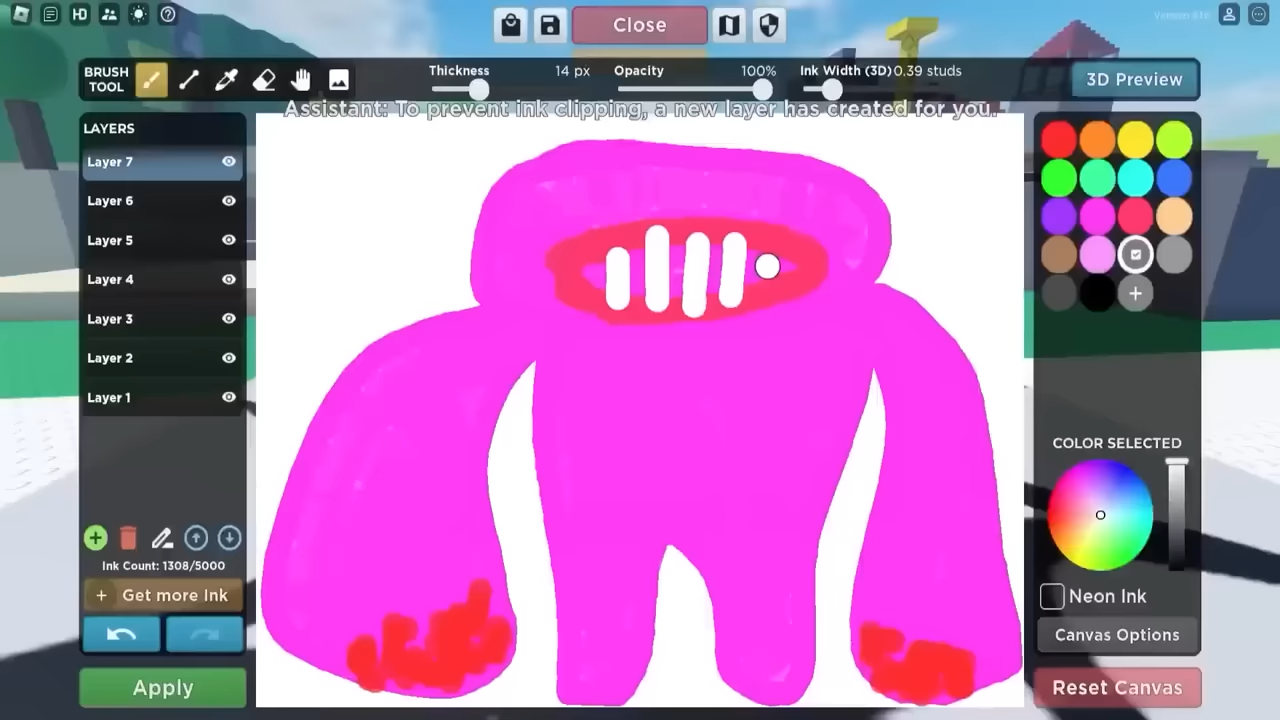 HD
Close
BRUSH
TOOL
Thickness
14 px
Opacity
100%
Ink Width (3D)
0.39 studs
3D Preview
Assistant: To prevent ink clipping, a new layer has created for you.
LAYERS
Layer 7
Layer 6
Layer 5
Layer 4
Layer 3
Layer 2
Layer 1
Ink Count: 1308/5000
+ Get more Ink
Apply
COLOR SELECTED
Neon Ink
Canvas Options
Reset Canvas